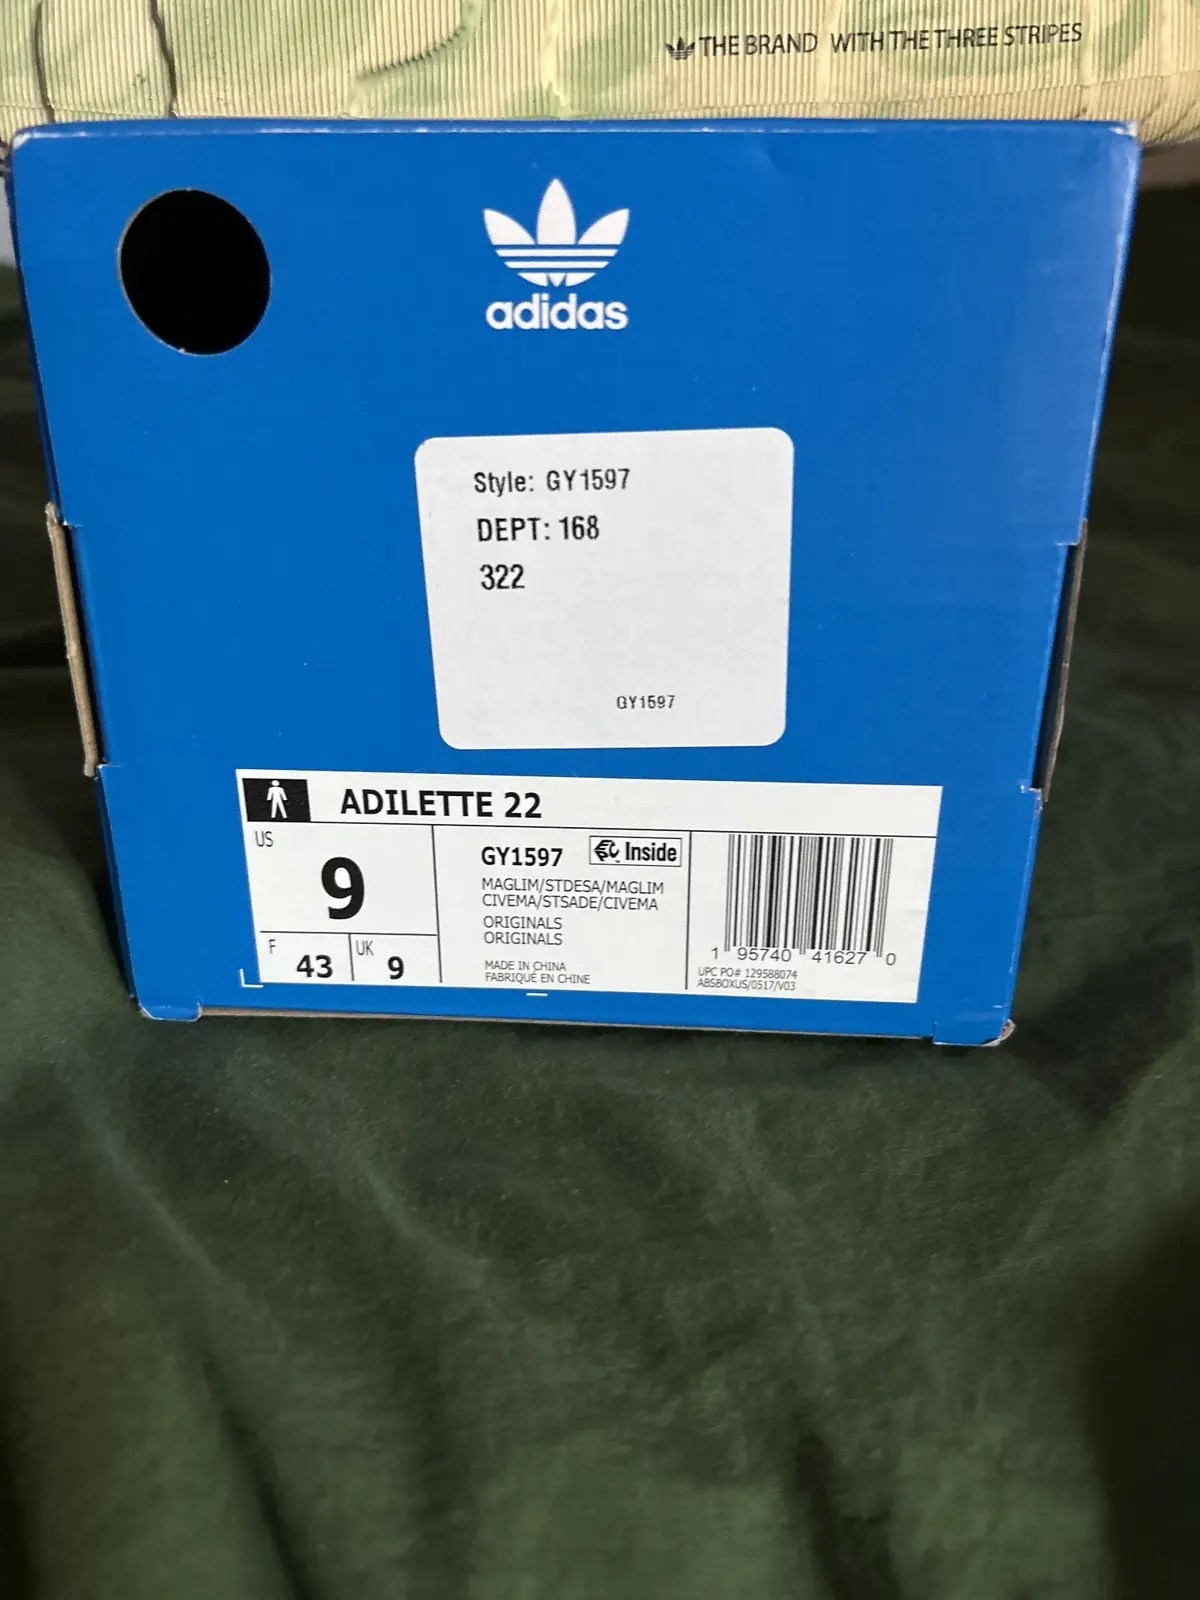 THE BRAND WITH THE THREE STRIPES
adidas
Style: GY1597
DEPT: 168
322
GY1597
ADILETTE 22
US
9
F
43
UK
9
GY1597
Inside
MAGLIM/STDESA/MAGLIM
CIVEMA/STSADE/CIVEMA
ORIGINALS
ORIGINALS
MADE IN CHINA
FABRIQUÉ EN CHINE
1 95740 41627 0
UPC PO# 129588074
ABSBOXUS/0517/V03